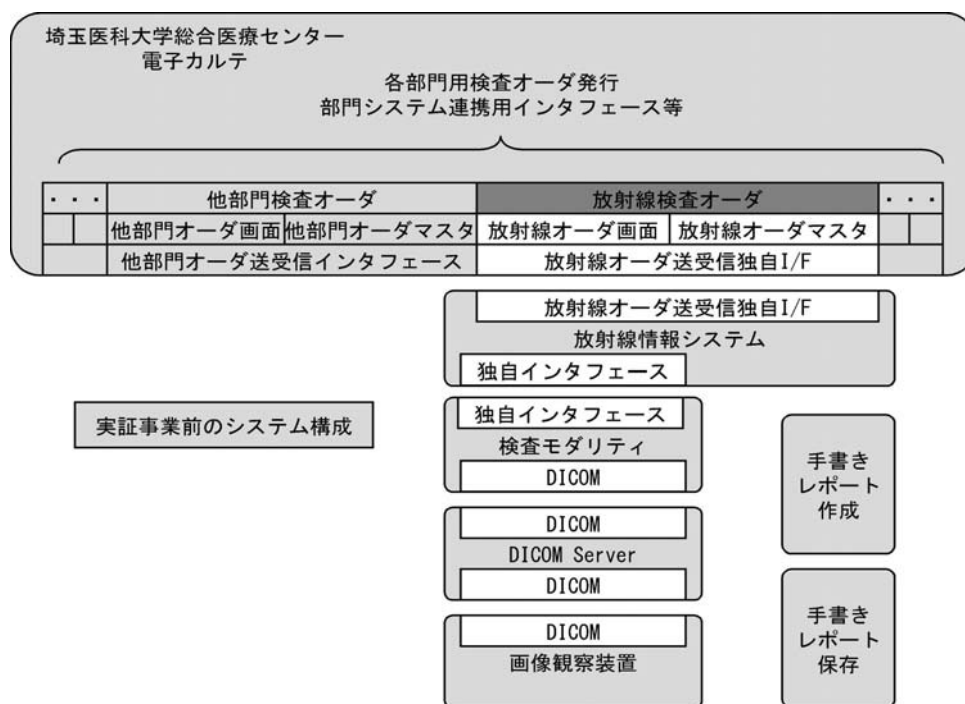 埼玉医科大学総合医療センター
電子カルテ
各部門用検査オーダ発行
部門システム連携用インタフェース等
・・・ 他部門検査オーダ 放射線検査オーダ ・・・
他部門オーダ画面 他部門オーダマスタ 放射線オーダ画面 放射線オーダマスタ
他部門オーダ送受信インタフェース 放射線オーダ送受信独自I/F
放射線オーダ送受信独自I/F
放射線情報システム
独自インタフェース
実証事業前のシステム構成
独自インタフェース
検査モダリティ
DICOM
DICOM
DICOM Server
DICOM
DICOM
画像観察装置
手書き
レポート
作成
手書き
レポート
保存